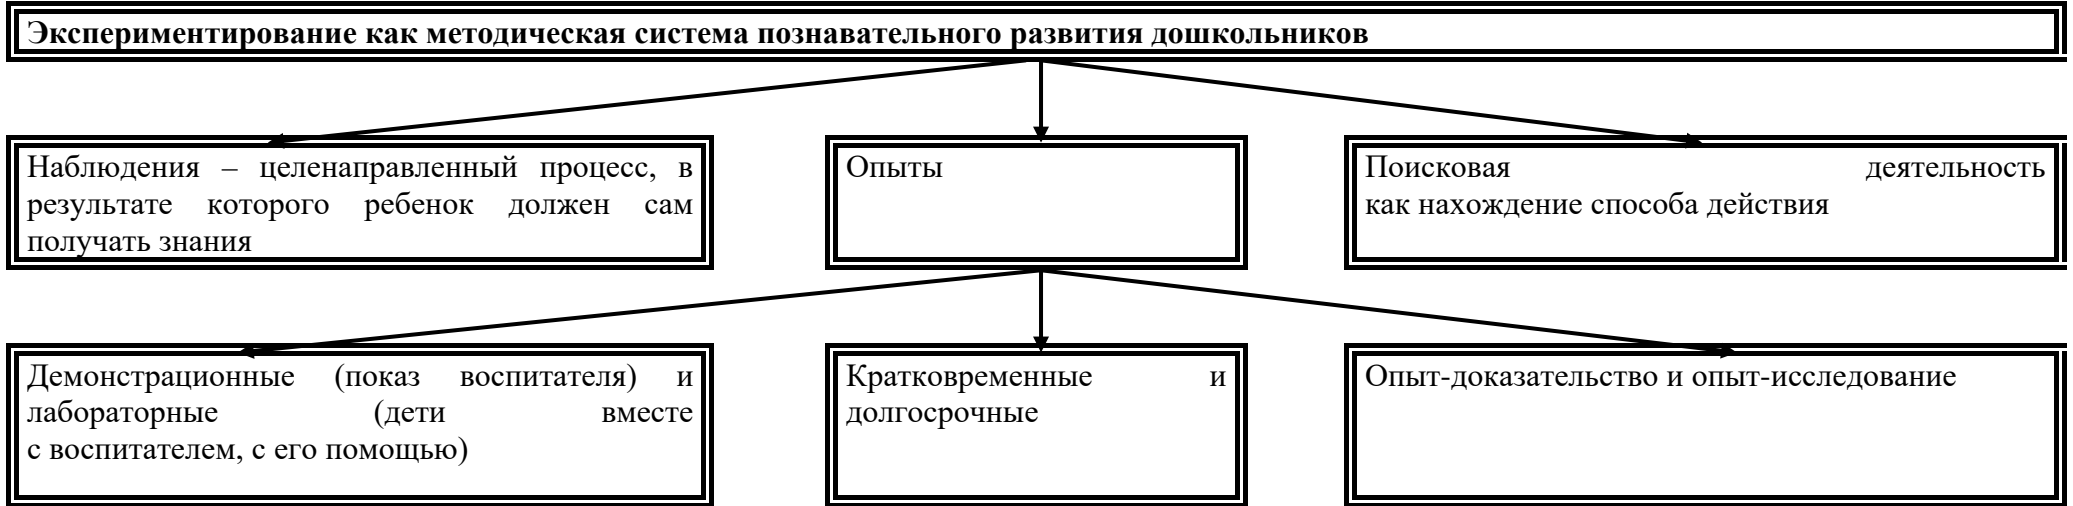 Экспериментирование как методическая система познавательного развития дошкольников
Наблюдения – целенаправленный процесс, в
результате которого ребенок должен сам
получать знания
Опыты
Поисковая деятельность
как нахождение способа действия
Демонстрационные (показ воспитателя) и
лабораторные (дети вместе
с воспитателем, с его помощью)
Кратковременные и
долгосрочные
Опыт-доказательство и опыт-исследование